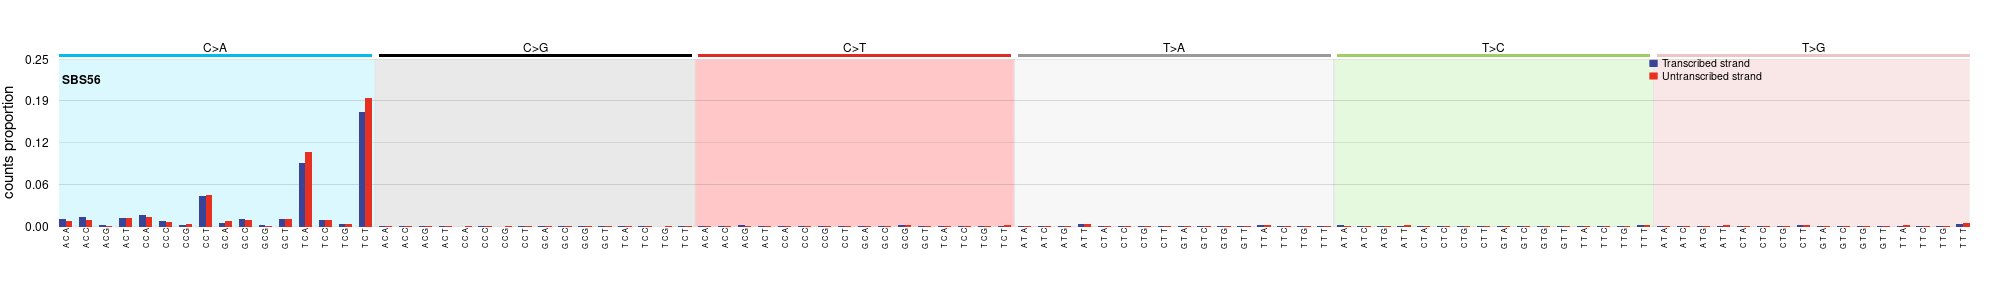 C>A C>G C>T T>A T>C T>G
0.25
SBS56
Transcribed strand
Untranscribed strand
0.19
0.12
0.06
0.00
counts proportion
ACA ACC ACG ACT CCA CCC CCG CCT GCA GCC GCG GCT TCA TCC TCG TCT ACA ACC ACG ACT CCA CCC CCG CCT GCA GCC GCG GCT TCA TCC TCG TCT ACA ACC ACG ACT CCA CCC CCG CCT GCA GCC GCG GCT TCA TCC TCG TCT ATA ATC ATG ATT CTA CTC CTG CTT GTA GTC GTG GTT TTA TTC TTG TTT ATA ATC ATG ATT CTA CTC CTG CTT GTA GTC GTG GTT TTA TTC TTG TTT ATA ATC ATG ATT CTA CTC CTG CTT GTA GTC GTG GTT TTA TTC TTG TTT